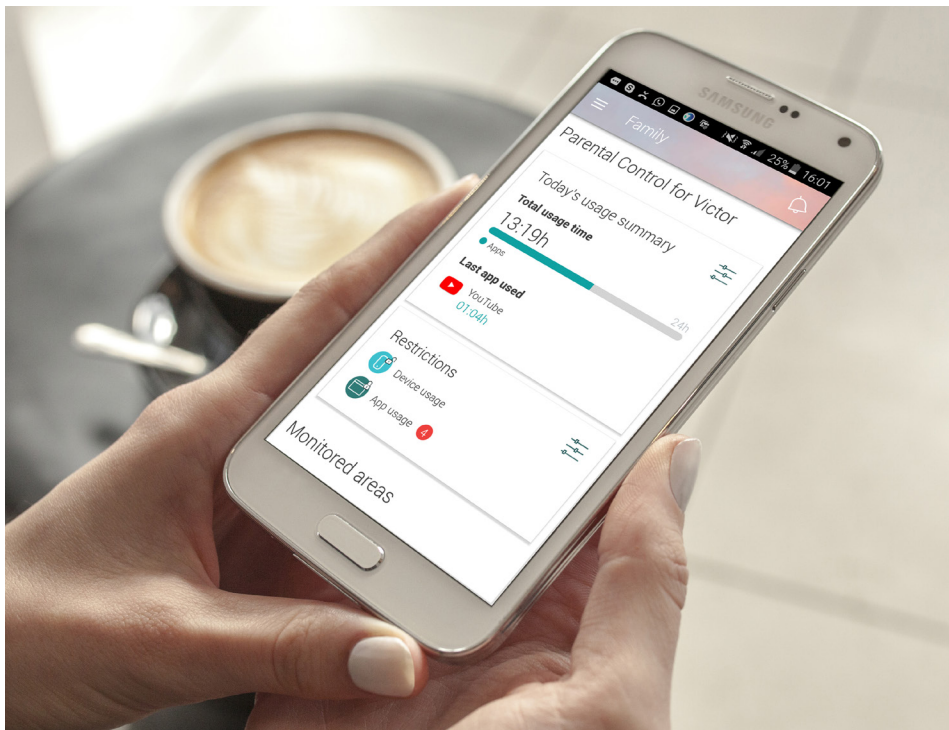 SAMSUNG
25% 16:01
Family
Parental Control for Victor
Today's usage summary
Total usage time
13:19h
24h
Apps
Last app used
YouTube
01:04h
Restrictions
Device usage
App usage 4
Monitored areas